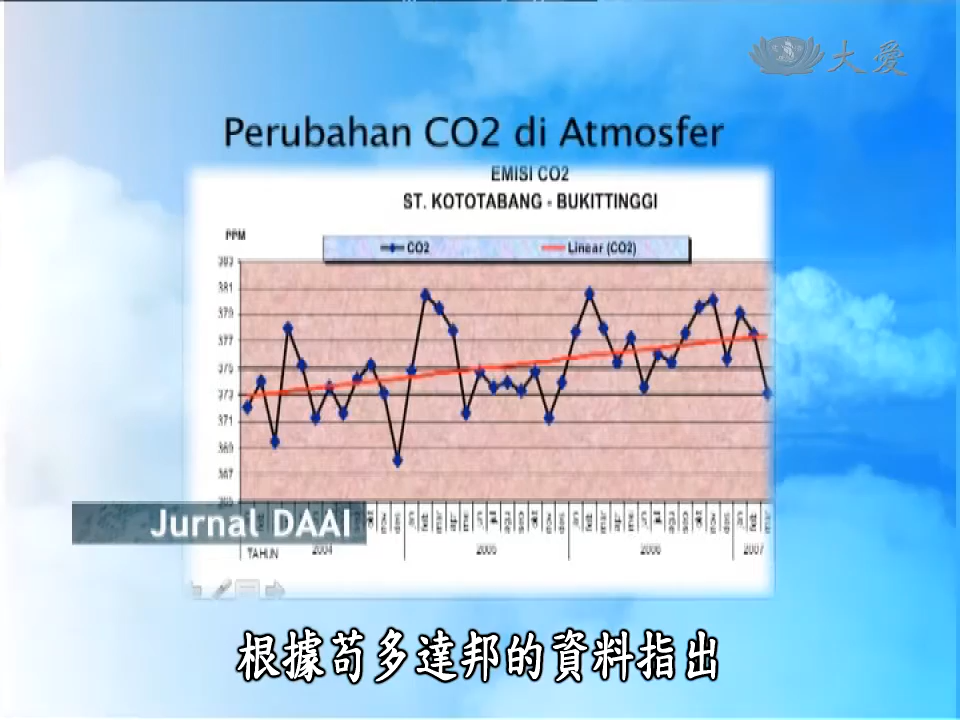 大愛
Perubahan CO2 di Atmosfer
EMISI CO2
ST. KOTOTABANG - BUKITTINGGI
PPM
CO2
Linear (CO2)
383
381
379
377
375
373
371
369
367
365
TAHUN
2004
2005
2006
2007
Jurnal DAAI
根據苟多達邦的資料指出